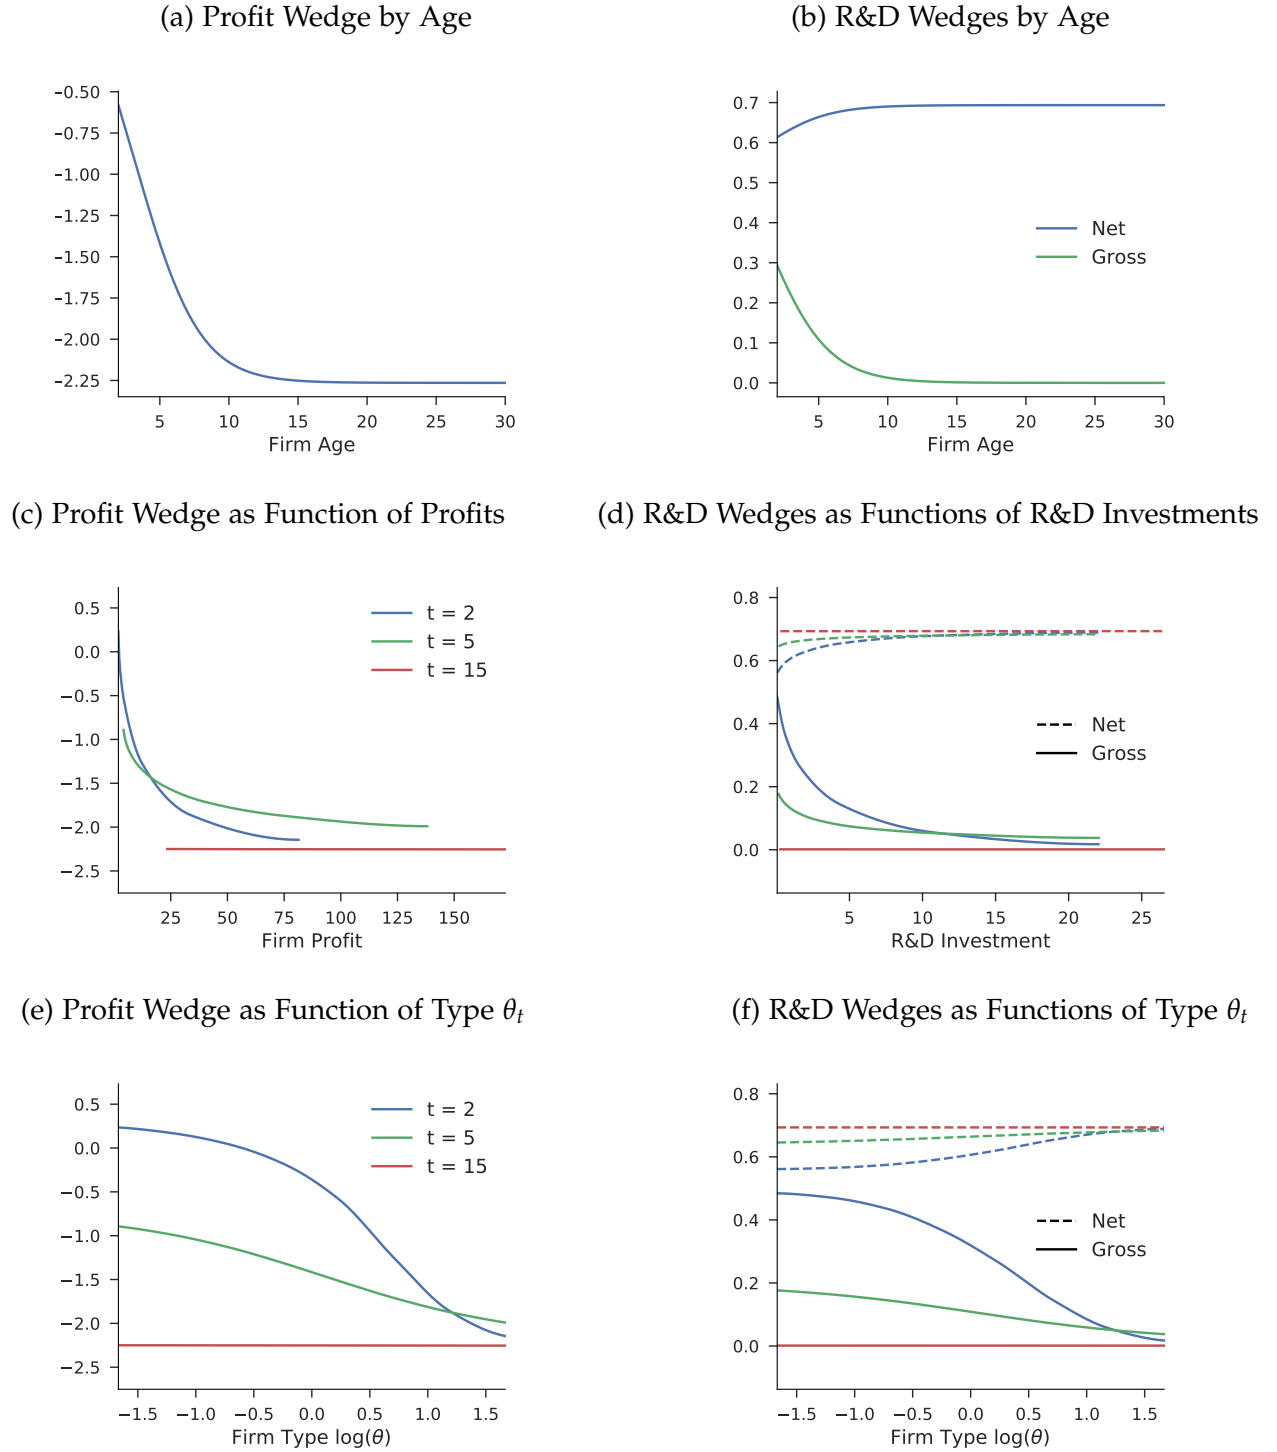 (a) Profit Wedge by Age
−0.50
−0.75
−1.00
−1.25
−1.50
−1.75
−2.00
−2.25
5 10 15 20 25 30
Firm Age
(b) R&D Wedges by Age
0.7
0.6
0.5
0.4
0.3
0.2
0.1
0.0
Net
Gross
5 10 15 20 25 30
Firm Age
(c) Profit Wedge as Function of Profits
0.5
0.0
−0.5
−1.0
−1.5
−2.0
−2.5
t = 2
t = 5
t = 15
25 50 75 100 125 150
Firm Profit
(d) R&D Wedges as Functions of R&D Investments
0.8
0.6
0.4
0.2
0.0
Net
Gross
5 10 15 20 25
R&D Investment
(e) Profit Wedge as Function of Type θt
0.5
0.0
−0.5
−1.0
−1.5
−2.0
−2.5
t = 2
t = 5
t = 15
−1.5 −1.0 −0.5 0.0 0.5 1.0 1.5
Firm Type log(θ)
(f) R&D Wedges as Functions of Type θt
0.8
0.6
0.4
0.2
0.0
Net
Gross
−1.5 −1.0 −0.5 0.0 0.5 1.0 1.5
Firm Type log(θ)